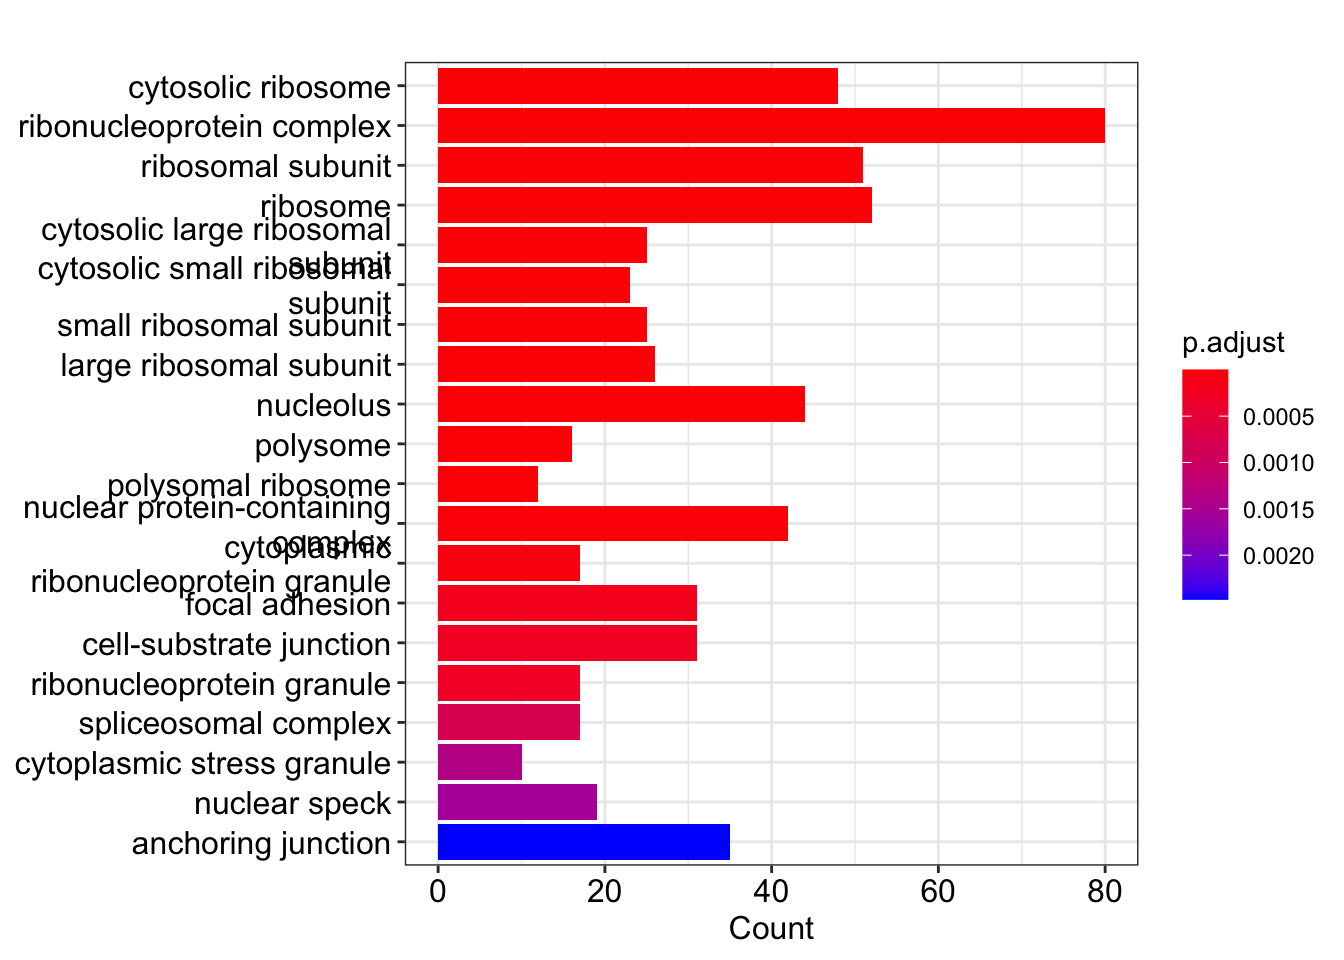 cytosolic ribosome
ribonucleoprotein complex
ribosomal subunit
ribosome
cytosolic large ribosomal
subunit
cytosolic small ribosomal
subunit
small ribosomal subunit
large ribosomal subunit
nucleolus
polysome
polysomal ribosome
nuclear protein-containing
complex
cytoplasmic
ribonucleoprotein granule
focal adhesion
cell-substrate junction
ribonucleoprotein granule
spliceosomal complex
cytoplasmic stress granule
nuclear speck
anchoring junction
0 20 40 60 80
Count
p.adjust
0.0005
0.0010
0.0015
0.0020